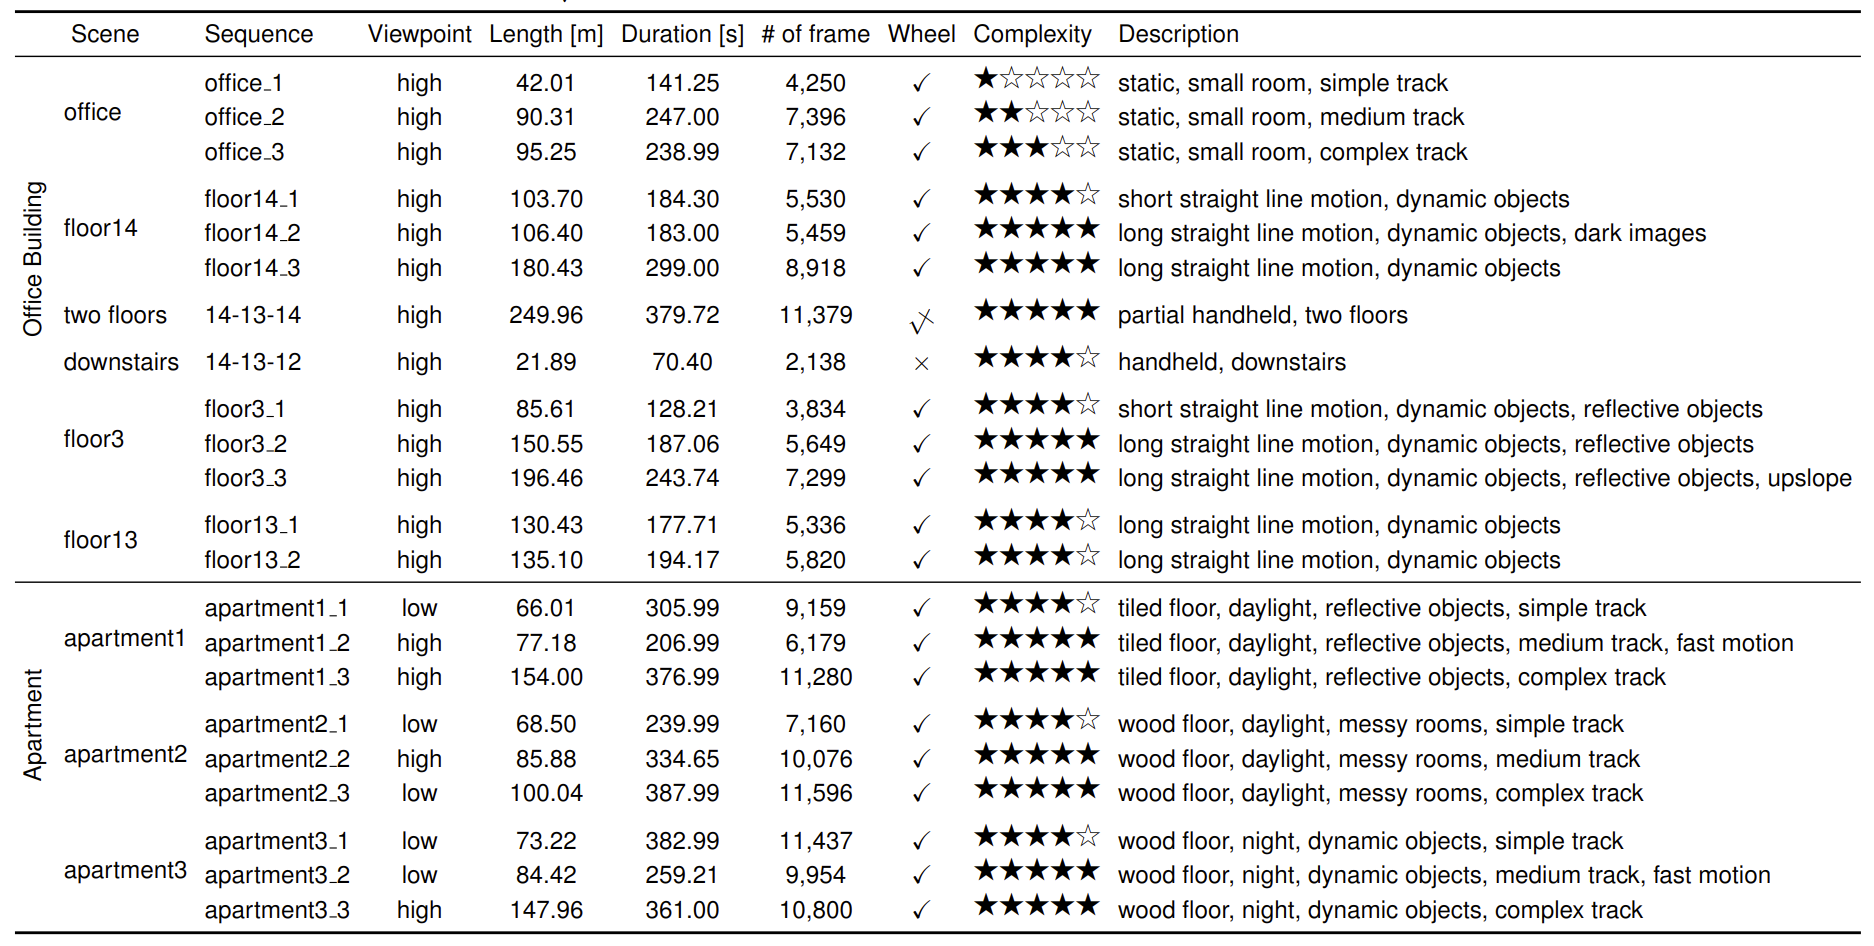 Scene Sequence Viewpoint Length [m] Duration [s] # of frame Wheel Complexity Description
Office Building
office
office_1 high 42.01 141.25 4,250 ✓ ★☆☆☆☆ static, small room, simple track
office_2 high 90.31 247.00 7,396 ✓ ★★☆☆☆ static, small room, medium track
office_3 high 95.25 238.99 7,132 ✓ ★★★☆☆ static, small room, complex track
floor14
floor14_1 high 103.70 184.30 5,530 ✓ ★★★★☆ short straight line motion, dynamic objects
floor14_2 high 106.40 183.00 5,459 ✓ ★★★★★ long straight line motion, dynamic objects, dark images
floor14_3 high 180.43 299.00 8,918 ✓ ★★★★★ long straight line motion, dynamic objects
two floors 14-13-14 high 249.96 379.72 11,379 ✓× ★★★★★ partial handheld, two floors
downstairs 14-13-12 high 21.89 70.40 2,138 × ★★★★☆ handheld, downstairs
floor3
floor3_1 high 85.61 128.21 3,834 ✓ ★★★★☆ short straight line motion, dynamic objects, reflective objects
floor3_2 high 150.55 187.06 5,649 ✓ ★★★★★ long straight line motion, dynamic objects, reflective objects
floor3_3 high 196.46 243.74 7,299 ✓ ★★★★★ long straight line motion, dynamic objects, reflective objects, upslope
floor13
floor13_1 high 130.43 177.71 5,336 ✓ ★★★★☆ long straight line motion, dynamic objects
floor13_2 high 135.10 194.17 5,820 ✓ ★★★★☆ long straight line motion, dynamic objects
Apartment
apartment1
apartment1_1 low 66.01 305.99 9,159 ✓ ★★★★☆ tiled floor, daylight, reflective objects, simple track
apartment1_2 high 77.18 206.99 6,179 ✓ ★★★★★ tiled floor, daylight, reflective objects, medium track, fast motion
apartment1_3 high 154.00 376.99 11,280 ✓ ★★★★★ tiled floor, daylight, reflective objects, complex track
apartment2
apartment2_1 low 68.50 239.99 7,160 ✓ ★★★★☆ wood floor, daylight, messy rooms, simple track
apartment2_2 high 85.88 334.65 10,076 ✓ ★★★★★ wood floor, daylight, messy rooms, medium track
apartment2_3 low 100.04 387.99 11,596 ✓ ★★★★★ wood floor, daylight, messy rooms, complex track
apartment3
apartment3_1 low 73.22 382.99 11,437 ✓ ★★★★☆ wood floor, night, dynamic objects, simple track
apartment3_2 low 84.42 259.21 9,954 ✓ ★★★★★ wood floor, night, dynamic objects, medium track, fast motion
apartment3_3 high 147.96 361.00 10,800 ✓ ★★★★★ wood floor, night, dynamic objects, complex track